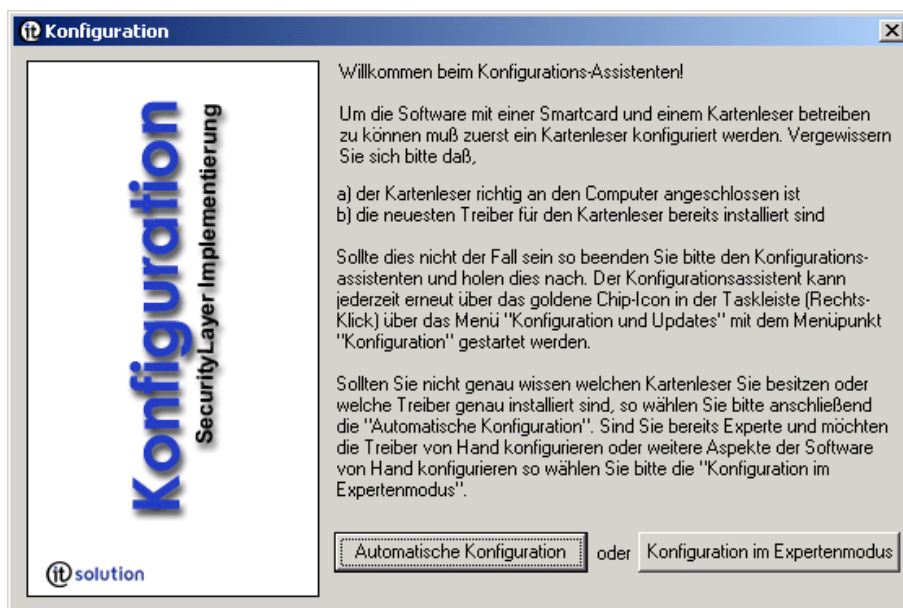 it Konfiguration
Konfiguration
SecurityLayer Implementierung
it solution
Willkommen beim Konfigurations-Assistenten!
Um die Software mit einer Smartcard und einem Kartenleser betreiben
zu können muß zuerst ein Kartenleser konfiguriert werden. Vergewissern
Sie sich bitte daß,
a) der Kartenleser richtig an den Computer angeschlossen ist
b) die neuesten Treiber für den Kartenleser bereits installiert sind
Sollte dies nicht der Fall sein so beenden Sie bitte den Konfigurations-
assistenten und holen dies nach. Der Konfigurationsassistent kann
jederzeit erneut über das goldene Chip-Icon in der Taskleiste (Rechts-
Klick) über das Menü "Konfiguration und Updates" mit dem Menüpunkt
"Konfiguration" gestartet werden.
Sollten Sie nicht genau wissen welchen Kartenleser Sie besitzen oder
welche Treiber genau installiert sind, so wählen Sie bitte anschließend
die "Automatische Konfiguration". Sind Sie bereits Experte und möchten
die Treiber von Hand konfigurieren oder weitere Aspekte der Software
von Hand konfigurieren so wählen Sie bitte die "Konfiguration im
Expertenmodus".
Automatische Konfiguration oder Konfiguration im Expertenmodus